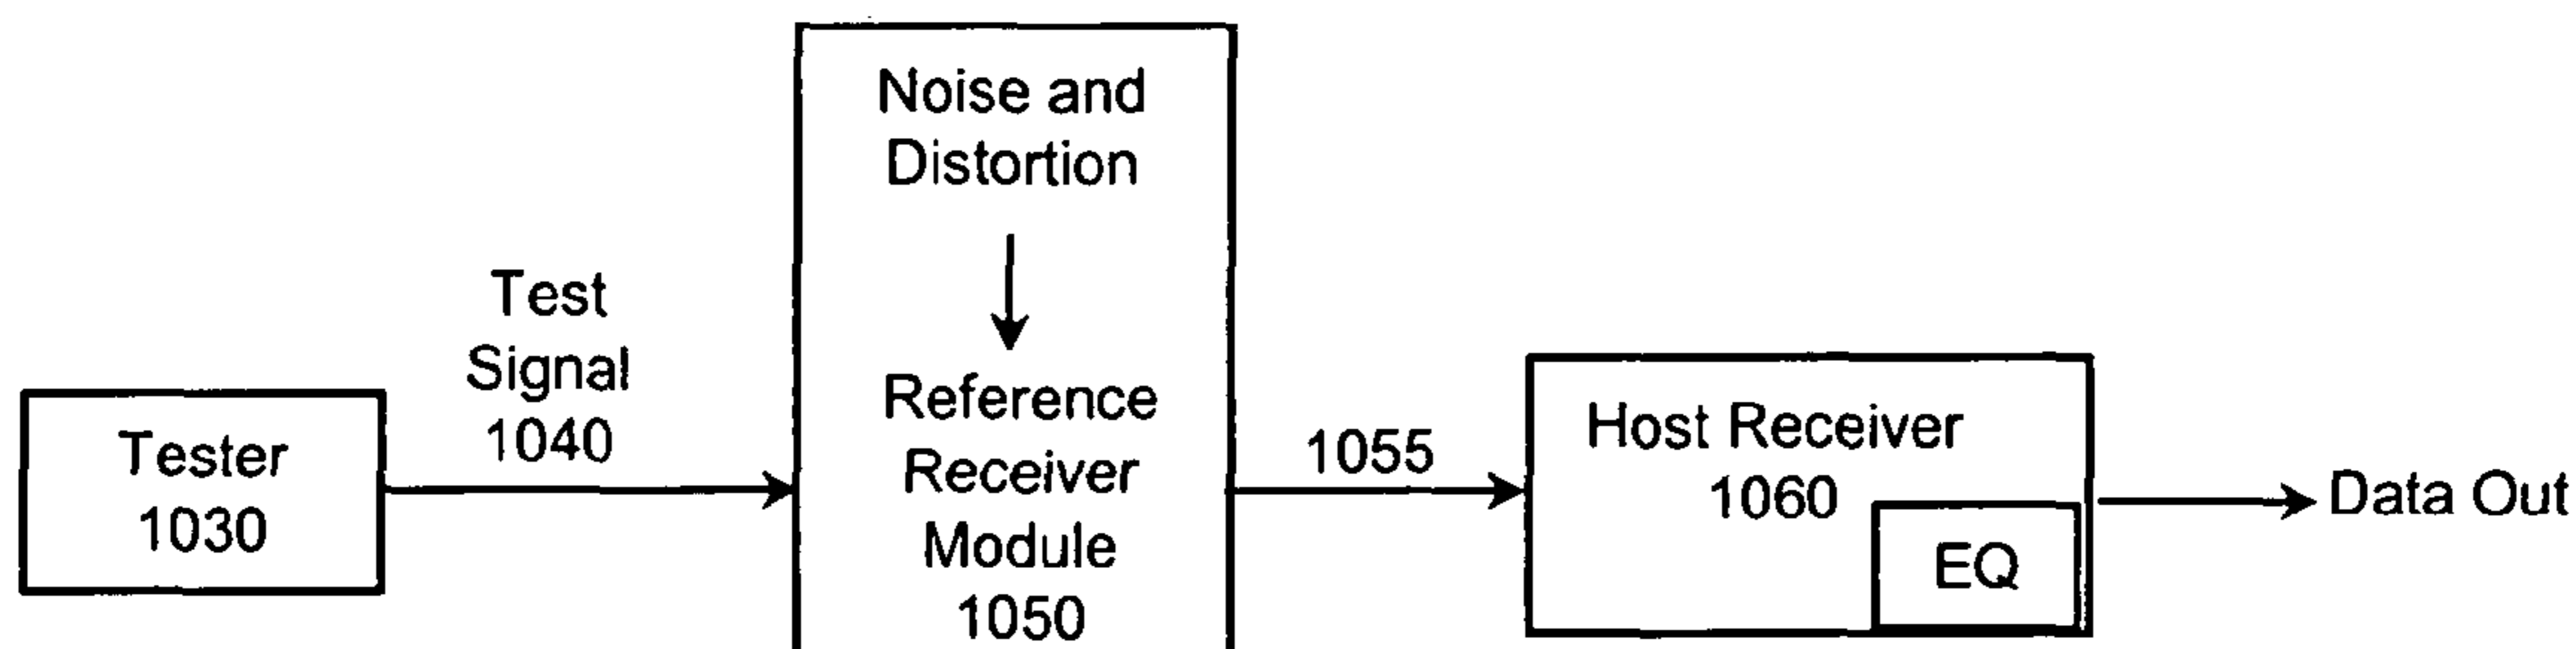 Tester
1030
Test
Signal
1040
Noise and
Distortion
Reference
Receiver
Module
1050
1055
Host Receiver
1060
EQ
Data Out